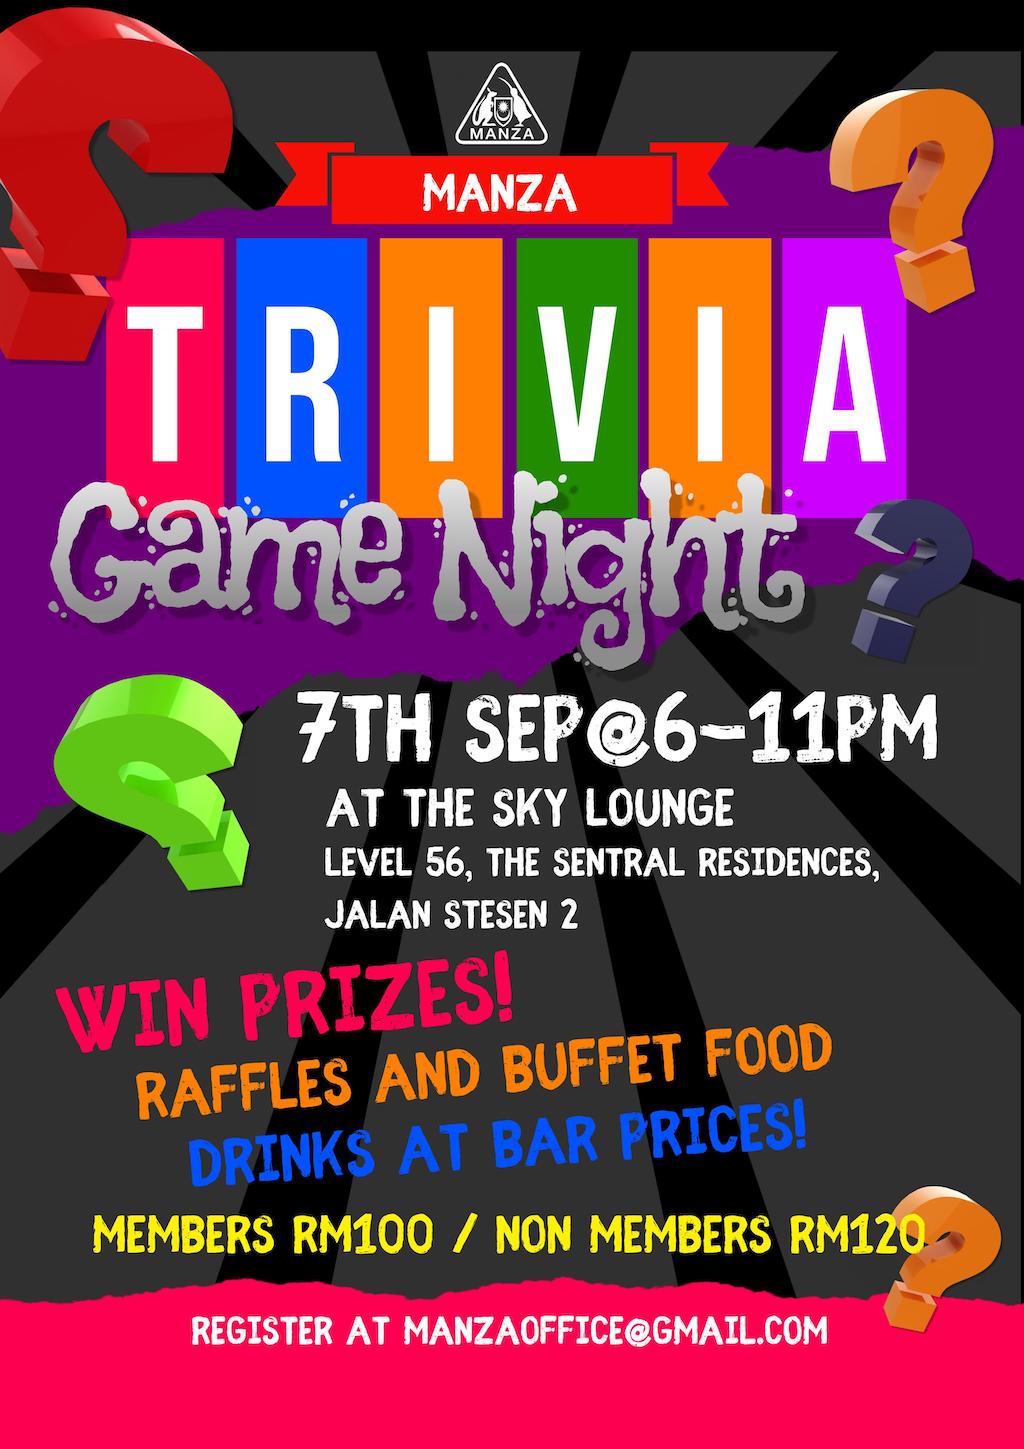 MANZA
MANZA
TRIVIA
Game Night
7TH SEP@6-11PM
AT THE SKY LOUNGE
LEVEL 56, THE SENTRAL RESIDENCES,
JALAN STESEN 2
WIN PRIZES!
RAFFLES AND BUFFET FOOD
DRINKS AT BAR PRICES!
MEMBERS RM100 / NON MEMBERS RM120
REGISTER AT MANZAOFFICE@GMAIL.COM